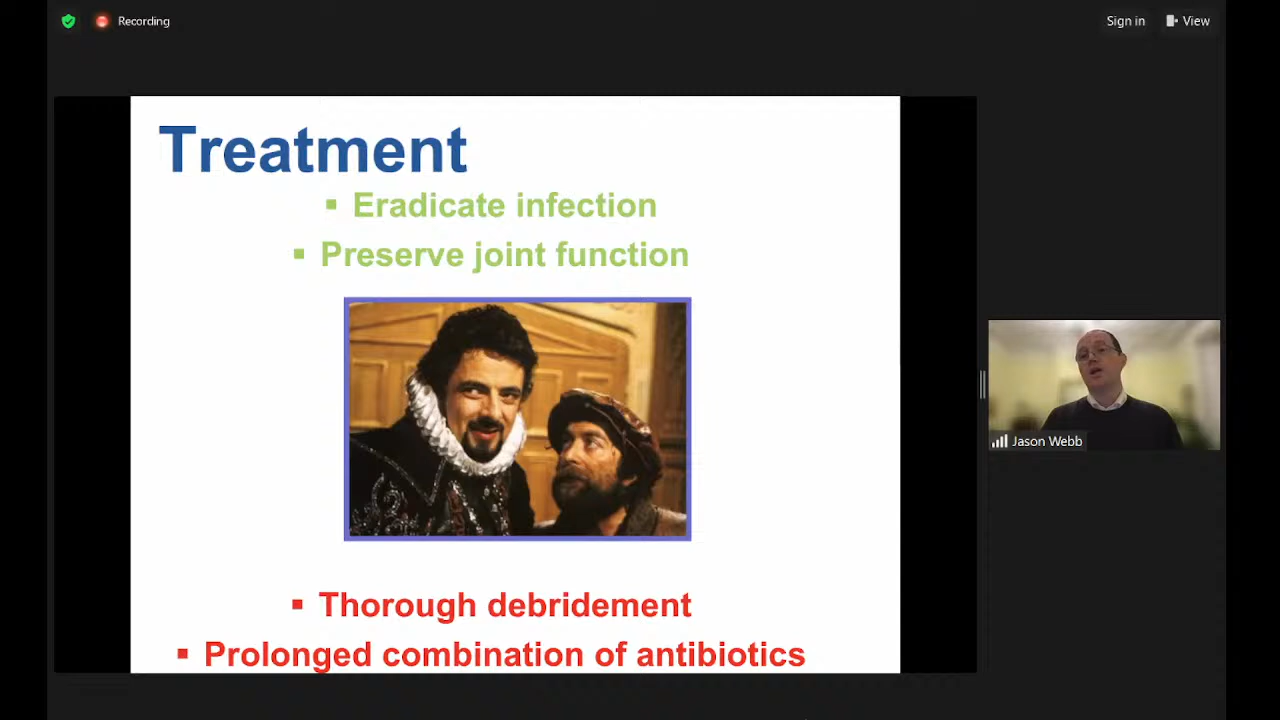 Recording
Sign in
View
Treatment
▪ Eradicate infection
▪ Preserve joint function
Jason Webb
▪ Thorough debridement
▪ Prolonged combination of antibiotics